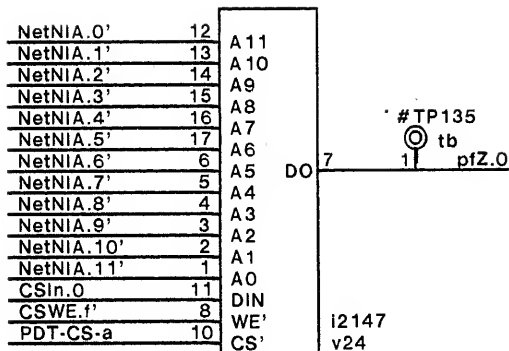 NetNIA.0' 12 A11
NetNIA.1' 13 A10
NetNIA.2' 14 A9
NetNIA.3' 15 A8
NetNIA.4' 16 A7 #TP135
NetNIA.5' 17 A6 tb
NetNIA.6' 6 A5 DO 7 1 pfZ.0
NetNIA.7' 5 A4
NetNIA.8' 4 A3
NetNIA.9' 3 A2
NetNIA.10' 2 A1
NetNIA.11' 1 A0
CSIn.0 11 DIN
CSWE.f' 8 WE' i2147
PDT-CS-a 10 CS' v24